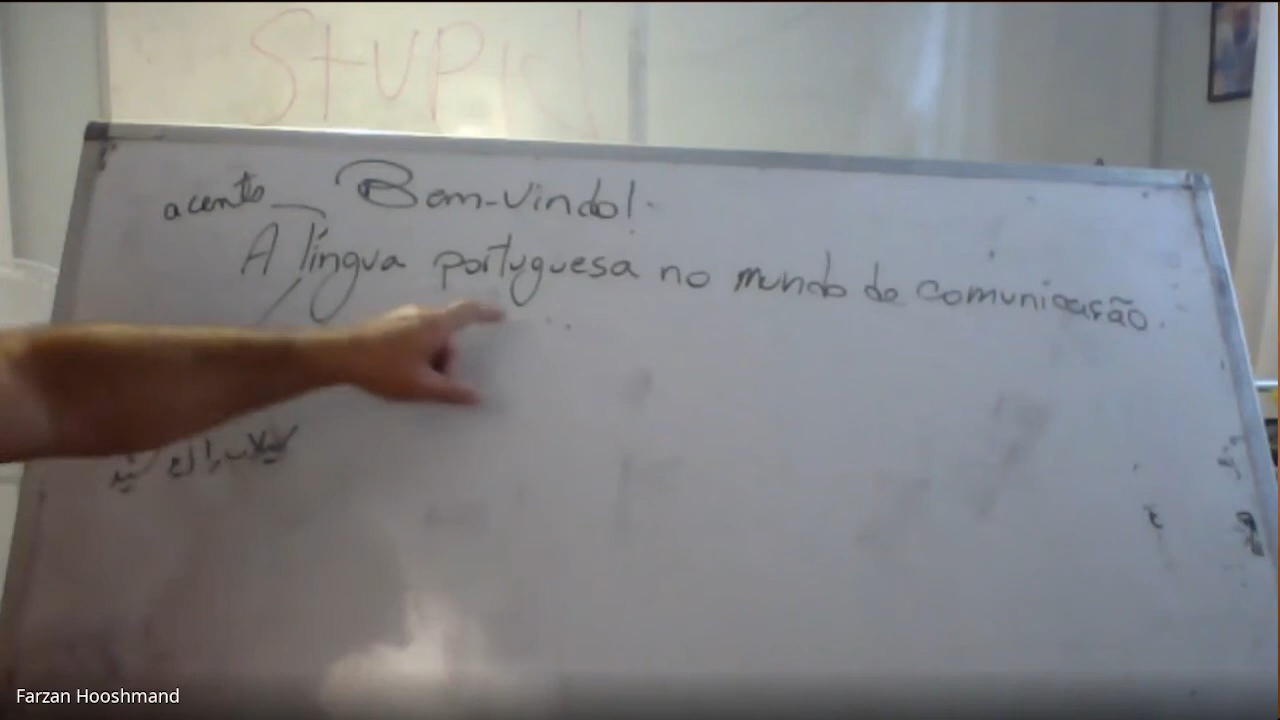 STUPID
acento Bem-Vindo!
A língua portuguesa no mundo de comunicação.
Farzan Hooshmand